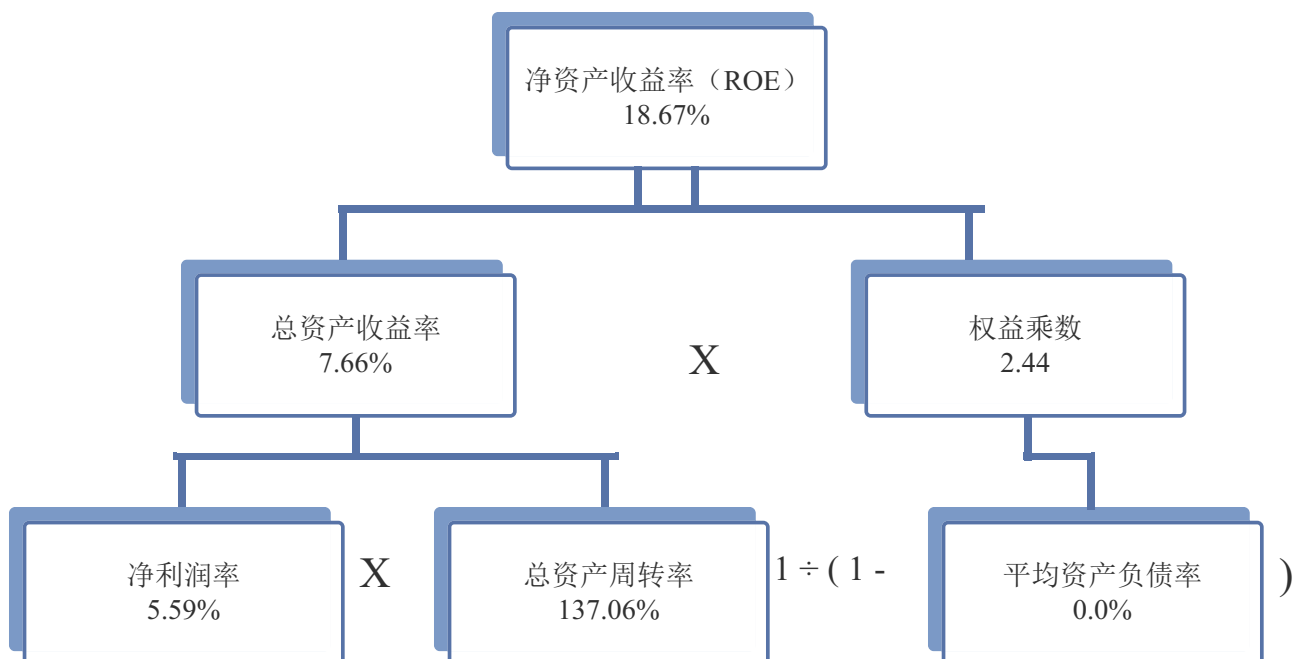 净资产收益率（ROE）
18.67%
总资产收益率
7.66%
X
权益乘数
2.44
净利润率
5.59%
X
总资产周转率
137.06%
1 ÷ ( 1 -
平均资产负债率
0.0%
)